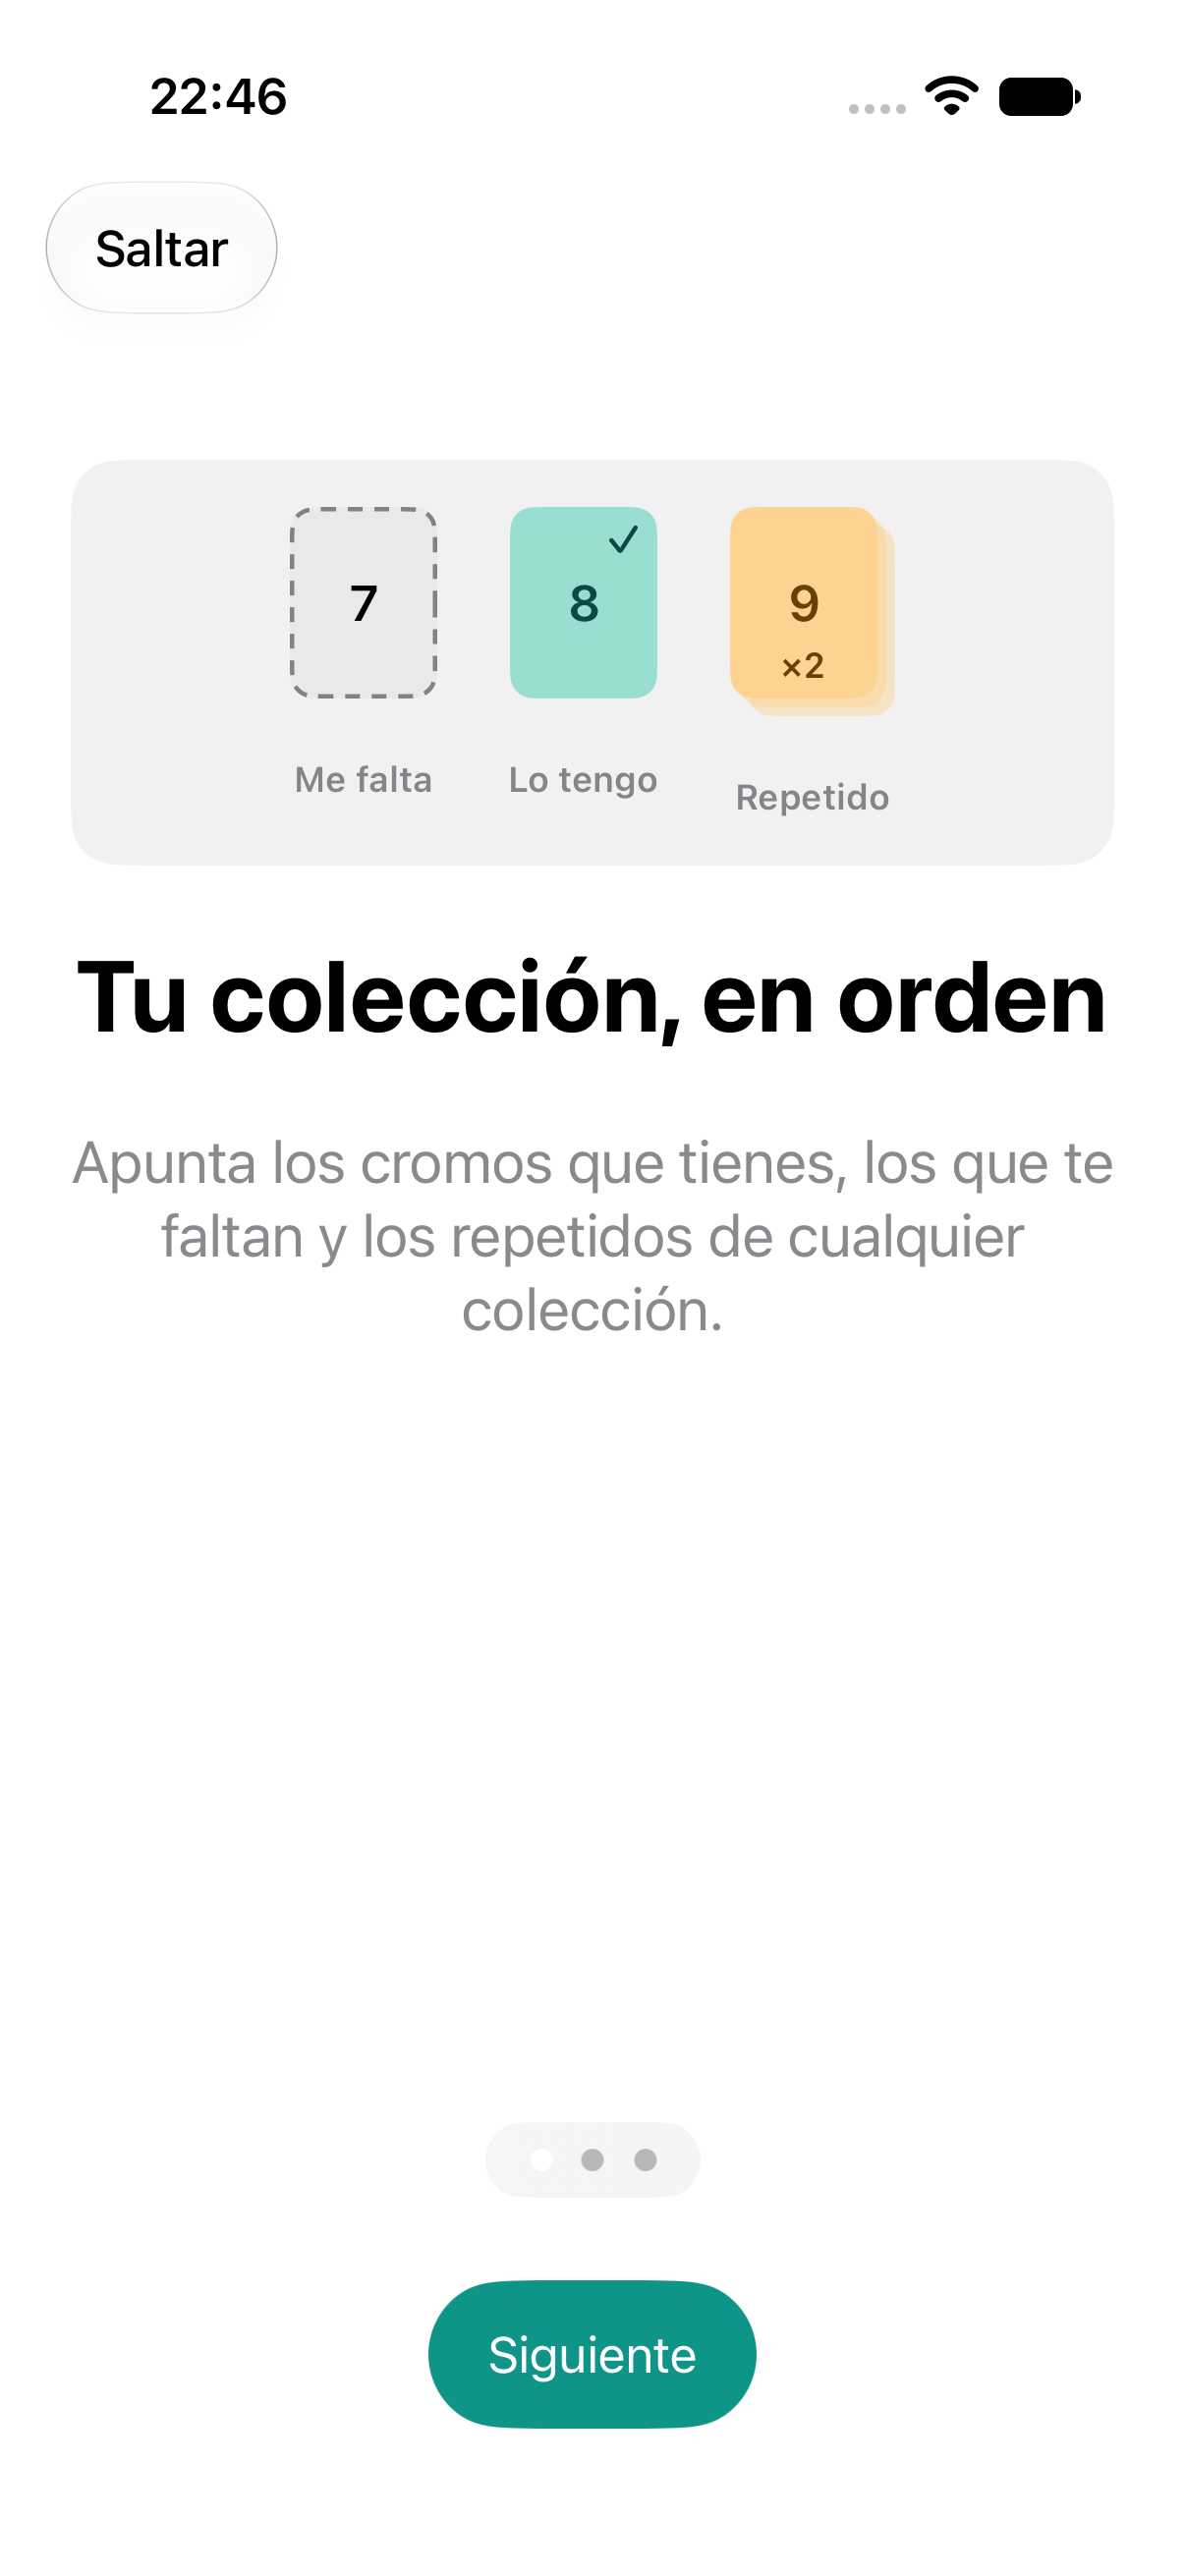 22:46
Saltar
7
8
9
×2
Me falta
Lo tengo
Repetido
Tu colección, en orden
Apunta los cromos que tienes, los que te
faltan y los repetidos de cualquier
colección.
Siguiente